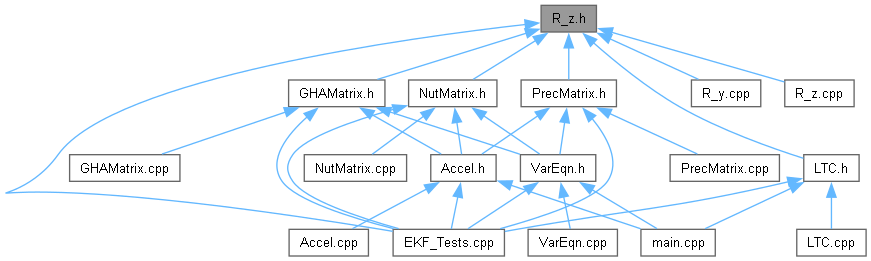 R_z.h
GHAMatrix.h
NutMatrix.h
PrecMatrix.h
R_y.cpp
R_z.cpp
GHAMatrix.cpp
NutMatrix.cpp
Accel.h
VarEqn.h
PrecMatrix.cpp
LTC.h
Accel.cpp
EKF_Tests.cpp
VarEqn.cpp
main.cpp
LTC.cpp